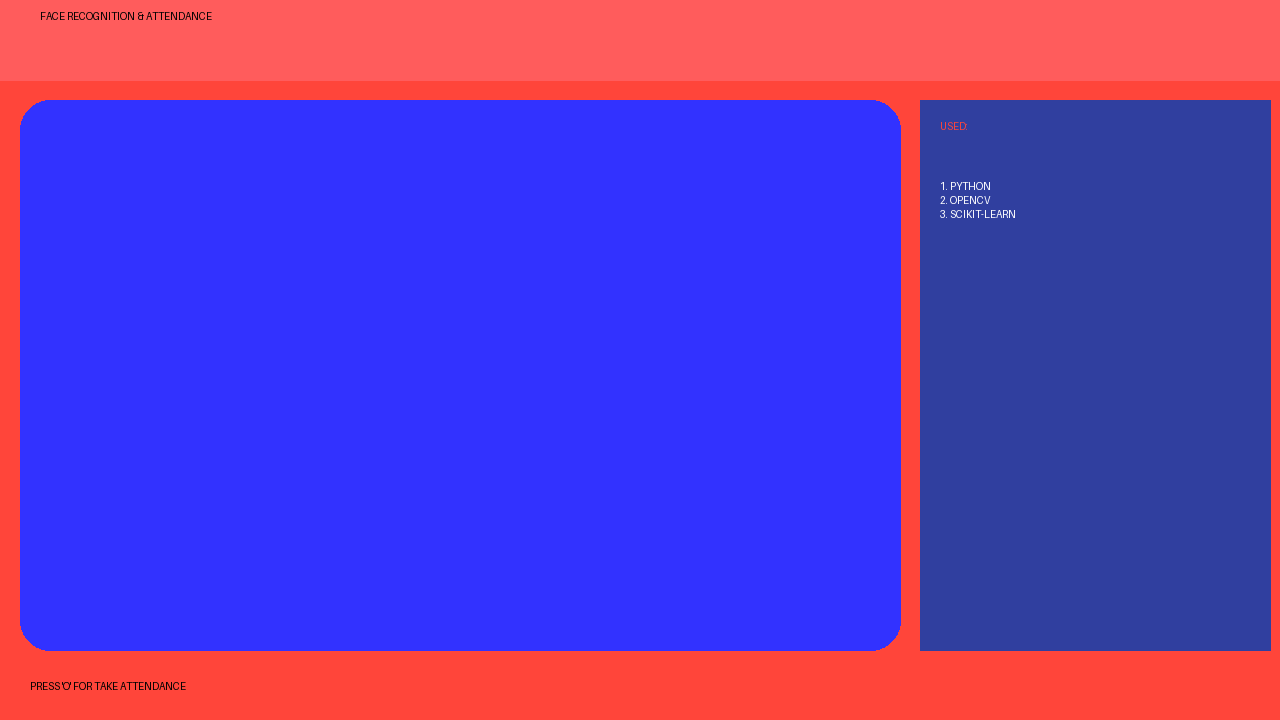 FACE RECOGNITION & ATTENDANCE
USED:
1. PYTHON
2. OPENCV
3. SCIKIT-LEARN
PRESS 'O' FOR TAKE ATTENDANCE